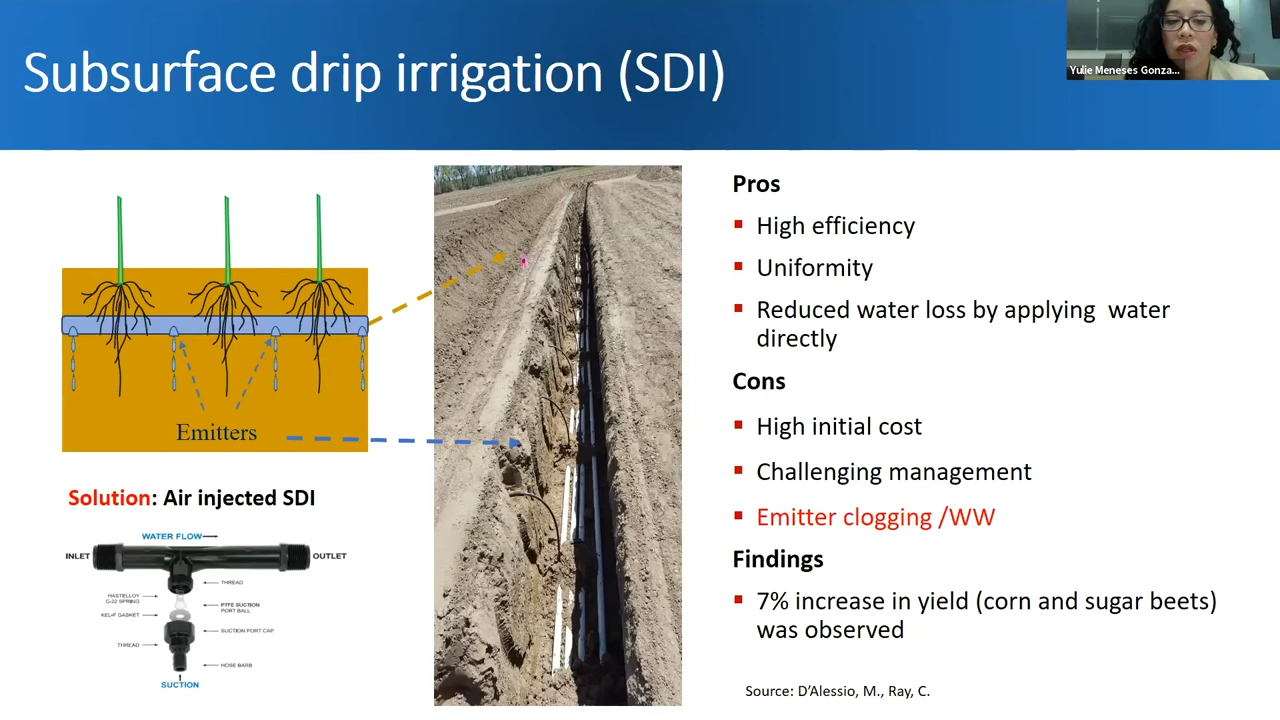 Subsurface drip irrigation (SDI)
Yulie Meneses Gonza...
Emitters
Solution: Air injected SDI
WATER FLOW
INLET
OUTLET
THREAD
HASTELLOY
C-22 SPRING
PTFE SUCTION
PORT BALL
KEL-F GASKET
SUCTION PORT CAP
THREAD
HOSE BARB
SUCTION
Pros
High efficiency
Uniformity
Reduced water loss by applying water
directly
Cons
High initial cost
Challenging management
Emitter clogging /WW
Findings
7% increase in yield (corn and sugar beets)
was observed
Source: D'Alessio, M., Ray, C.